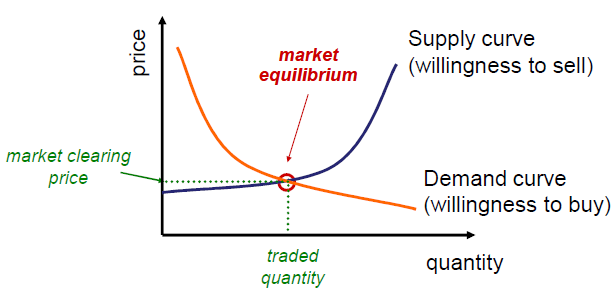 price
market
equilibrium
Supply curve
(willingness to sell)
market clearing
price
Demand curve
(willingness to buy)
traded
quantity
quantity